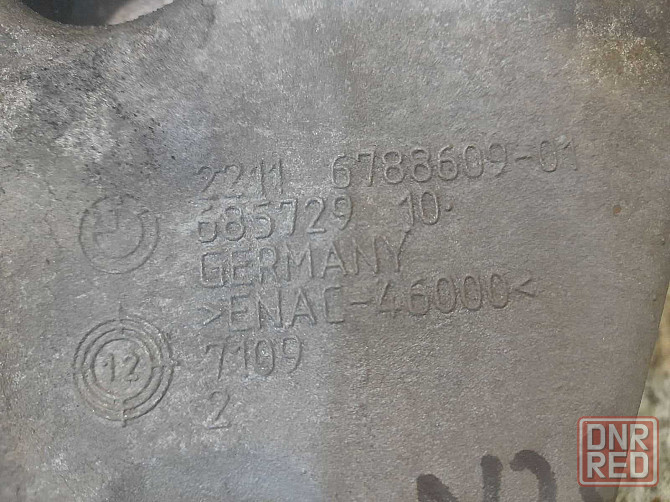 2211 6788609-01
685729 10.
GERMANY
>ENAC-46000<
12
7109
2
DNR
RED